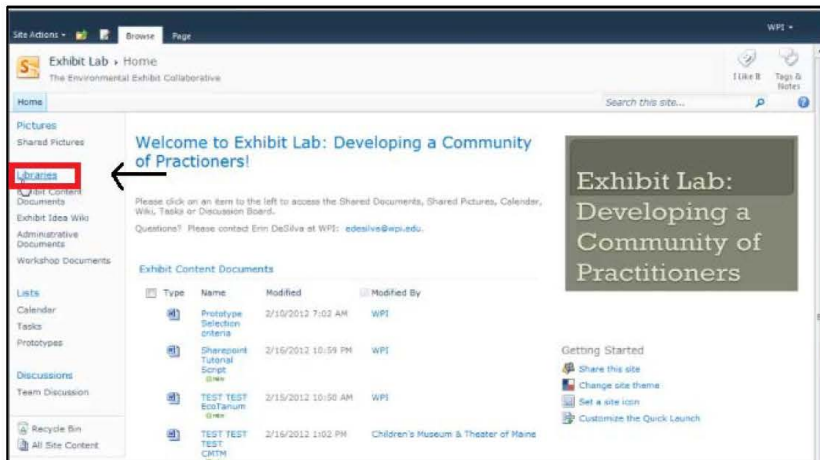 Site Actions
Browse
Page
WPI
Exhibit Lab › Home
The Environmental Exhibit Collaborative
I Like It
Tags & Notes
Home
Search this site...
Pictures
Shared Pictures
Libraries
Content
Documents
Exhibit Idea Wiki
Administrative
Documents
Workshop Documents
Lists
Calendar
Tasks
Prototypes
Discussions
Team Discussion
Recycle Bin
All Site Content
Welcome to Exhibit Lab: Developing a Community
of Practioners!
Please click on an item to the left to access the Shared Documents, Shared Pictures, Calendar,
Wiki, Tasks or Discussion Board.
Questions? Please contact Erin DeSilva at WPI: edesilva@wpi.edu.
Exhibit Content Documents
Type Name Modified Modified By
Prototype 2/10/2012 7:02 AM WPI
Selection
criteria
Sharepoint 2/16/2012 10:59 PM WPI
Tutorial
Script
NEW
TEST TEST 2/15/2012 10:50 AM WPI
EcoTanum
NEW
TEST TEST 2/16/2012 1:02 PM Children's Museum & Theater of Maine
TEST
CMTM
Exhibit Lab:
Developing a
Community of
Practitioners
Getting Started
Share this site
Change site theme
Set a site icon
Customize the Quick Launch